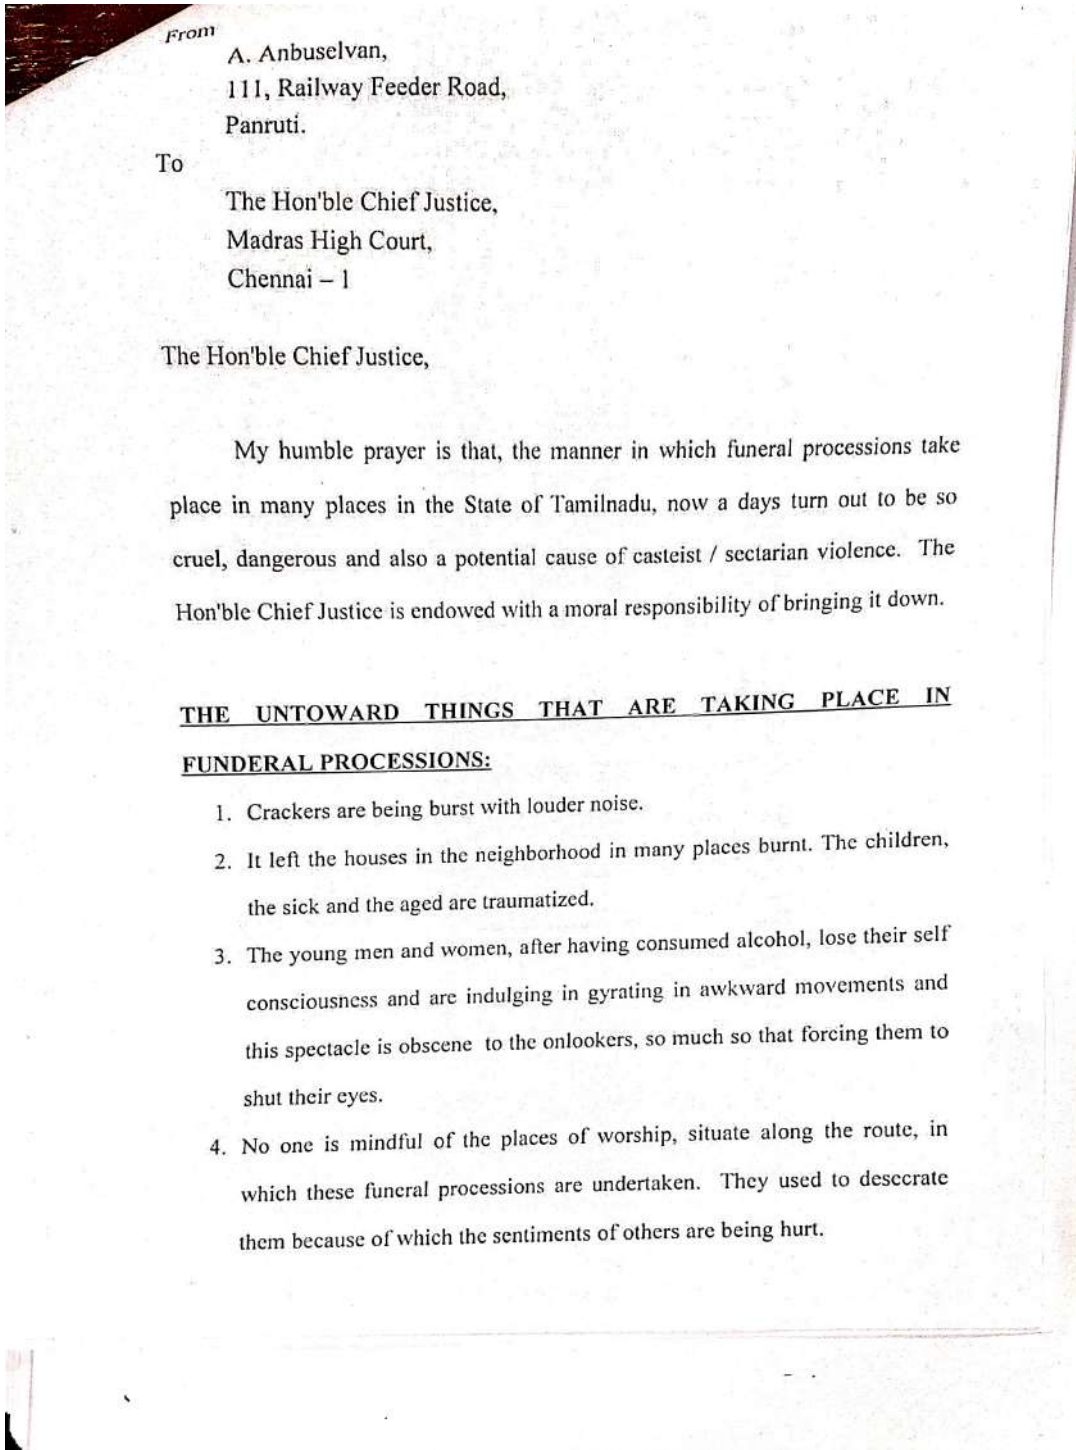 From
A. Anbuselvan,
111, Railway Feeder Road,
Panruti.
To
The Hon'ble Chief Justice,
Madras High Court,
Chennai – 1
The Hon'ble Chief Justice,
My humble prayer is that, the manner in which funeral processions take
place in many places in the State of Tamilnadu, now a days turn out to be so
cruel, dangerous and also a potential cause of casteist / sectarian violence. The
Hon'ble Chief Justice is endowed with a moral responsibility of bringing it down.
THE UNTOWARD THINGS THAT ARE TAKING PLACE IN
FUNDERAL PROCESSIONS:
1. Crackers are being burst with louder noise.
2. It left the houses in the neighborhood in many places burnt. The children,
the sick and the aged are traumatized.
3. The young men and women, after having consumed alcohol, lose their self
consciousness and are indulging in gyrating in awkward movements and
this spectacle is obscene to the onlookers, so much so that forcing them to
shut their eyes.
4. No one is mindful of the places of worship, situate along the route, in
which these funeral processions are undertaken. They used to desecrate
them because of which the sentiments of others are being hurt.